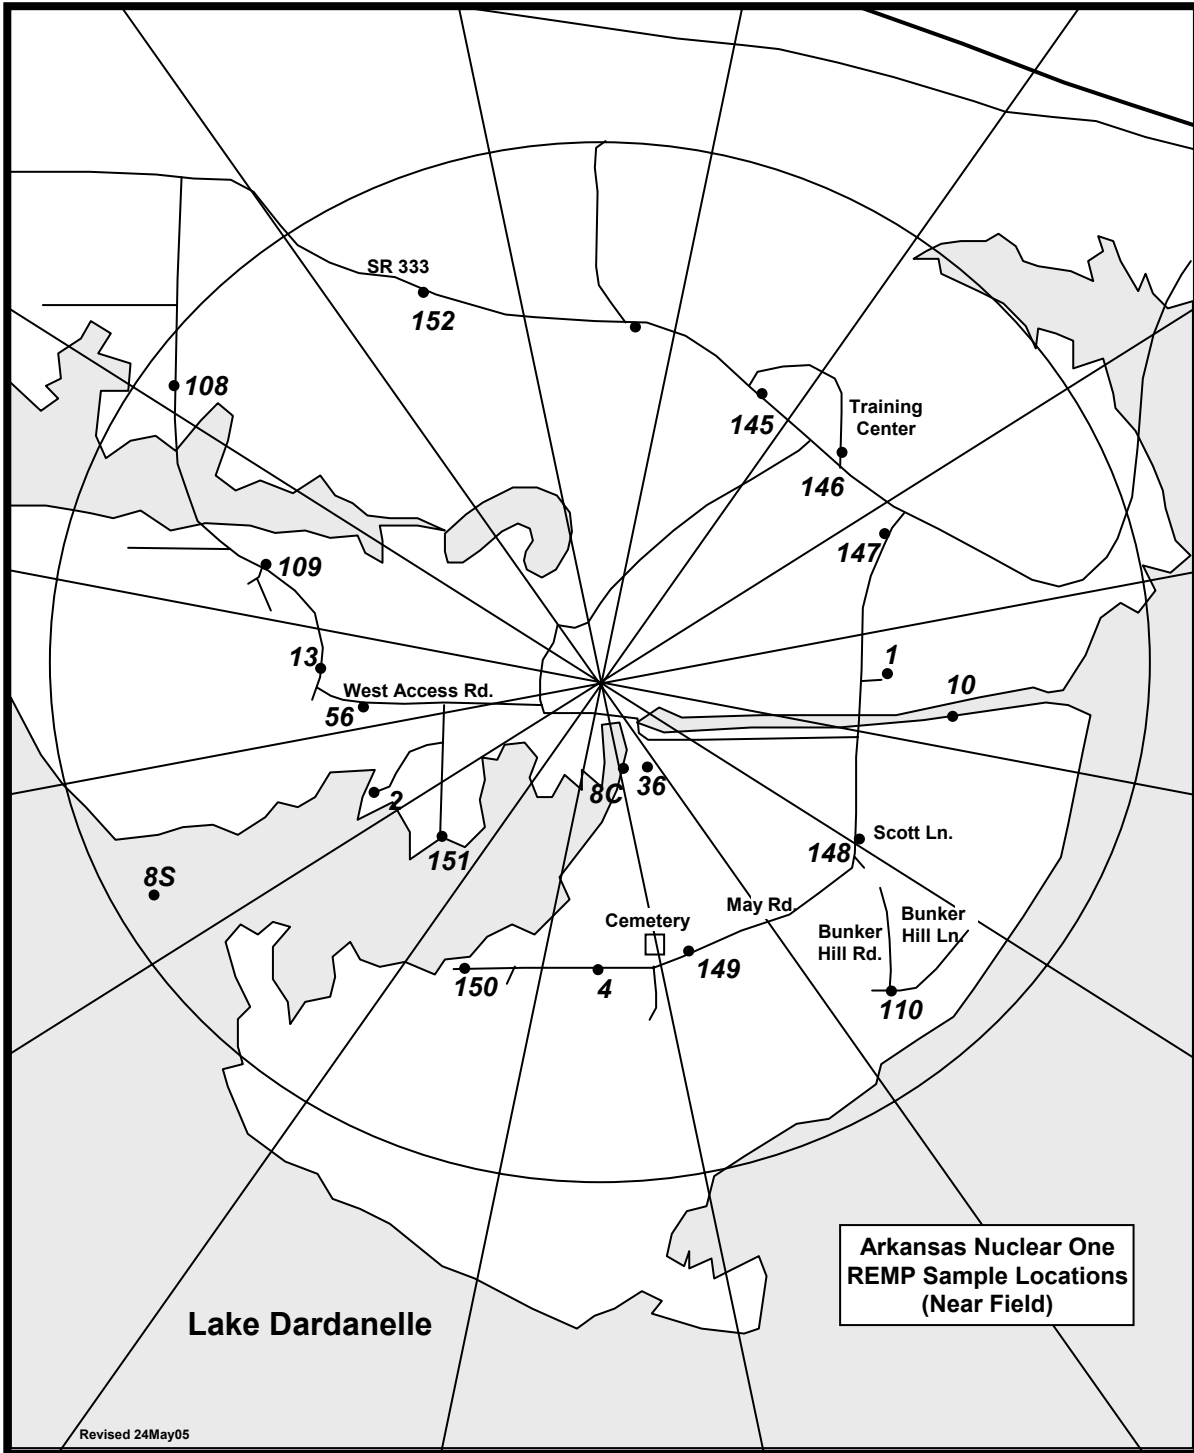 SR 333
152
108
145
Training
Center
146
147
109
13
1
West Access Rd.
10
56
2
8C
36
151
Scott Ln.
148
8S
May Rd.
Cemetery
Bunker
Hill Ln.
Bunker
Hill Rd.
149
150
4
110
Arkansas Nuclear One
REMP Sample Locations
(Near Field)
Lake Dardanelle
Revised 24May05